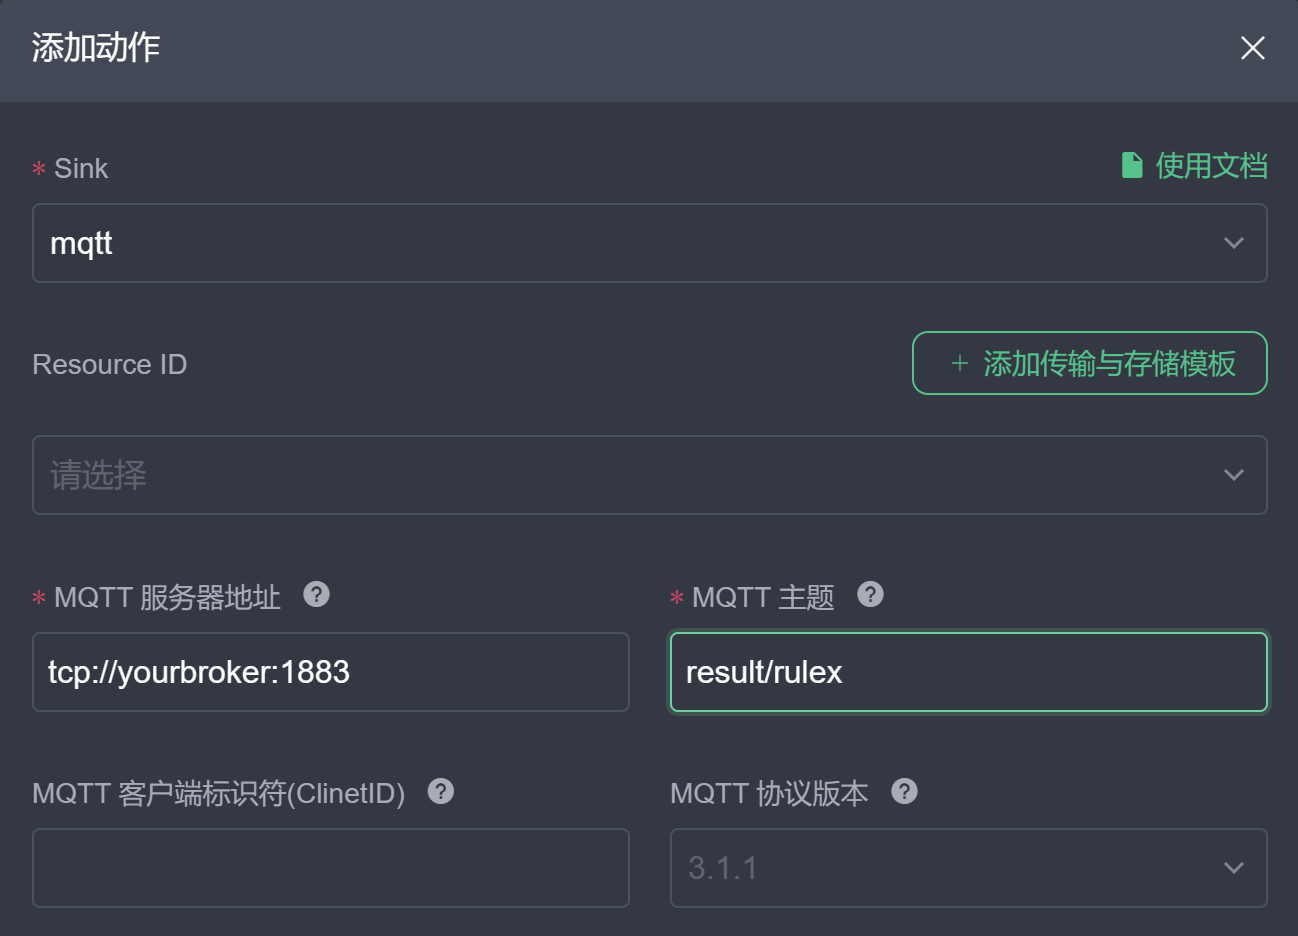 添加动作
* Sink
使用文档
mqtt
Resource ID
+ 添加传输与存储模板
请选择
* MQTT 服务器地址
* MQTT 主题
tcp://yourbroker:1883
result/rulex
MQTT 客户端标识符(ClinetID)
MQTT 协议版本
3.1.1